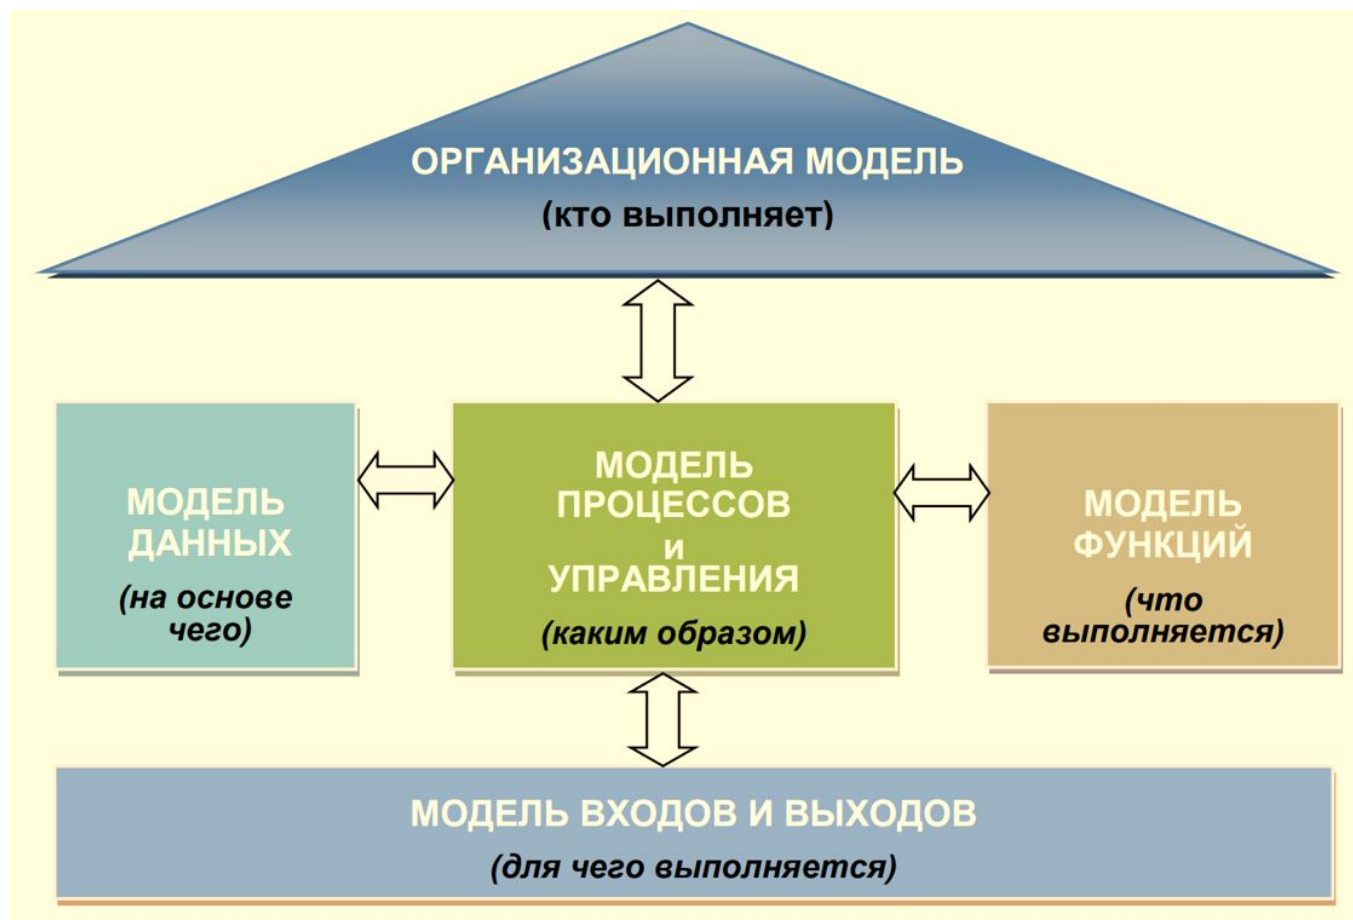 ОРГАНИЗАЦИОННАЯ МОДЕЛЬ
(кто выполняет)
МОДЕЛЬ
ДАННЫХ
(на основе
чего)
МОДЕЛЬ
ПРОЦЕССОВ
и
УПРАВЛЕНИЯ
(каким образом)
МОДЕЛЬ
ФУНКЦИЙ
(что
выполняется)
МОДЕЛЬ ВХОДОВ И ВЫХОДОВ
(для чего выполняется)